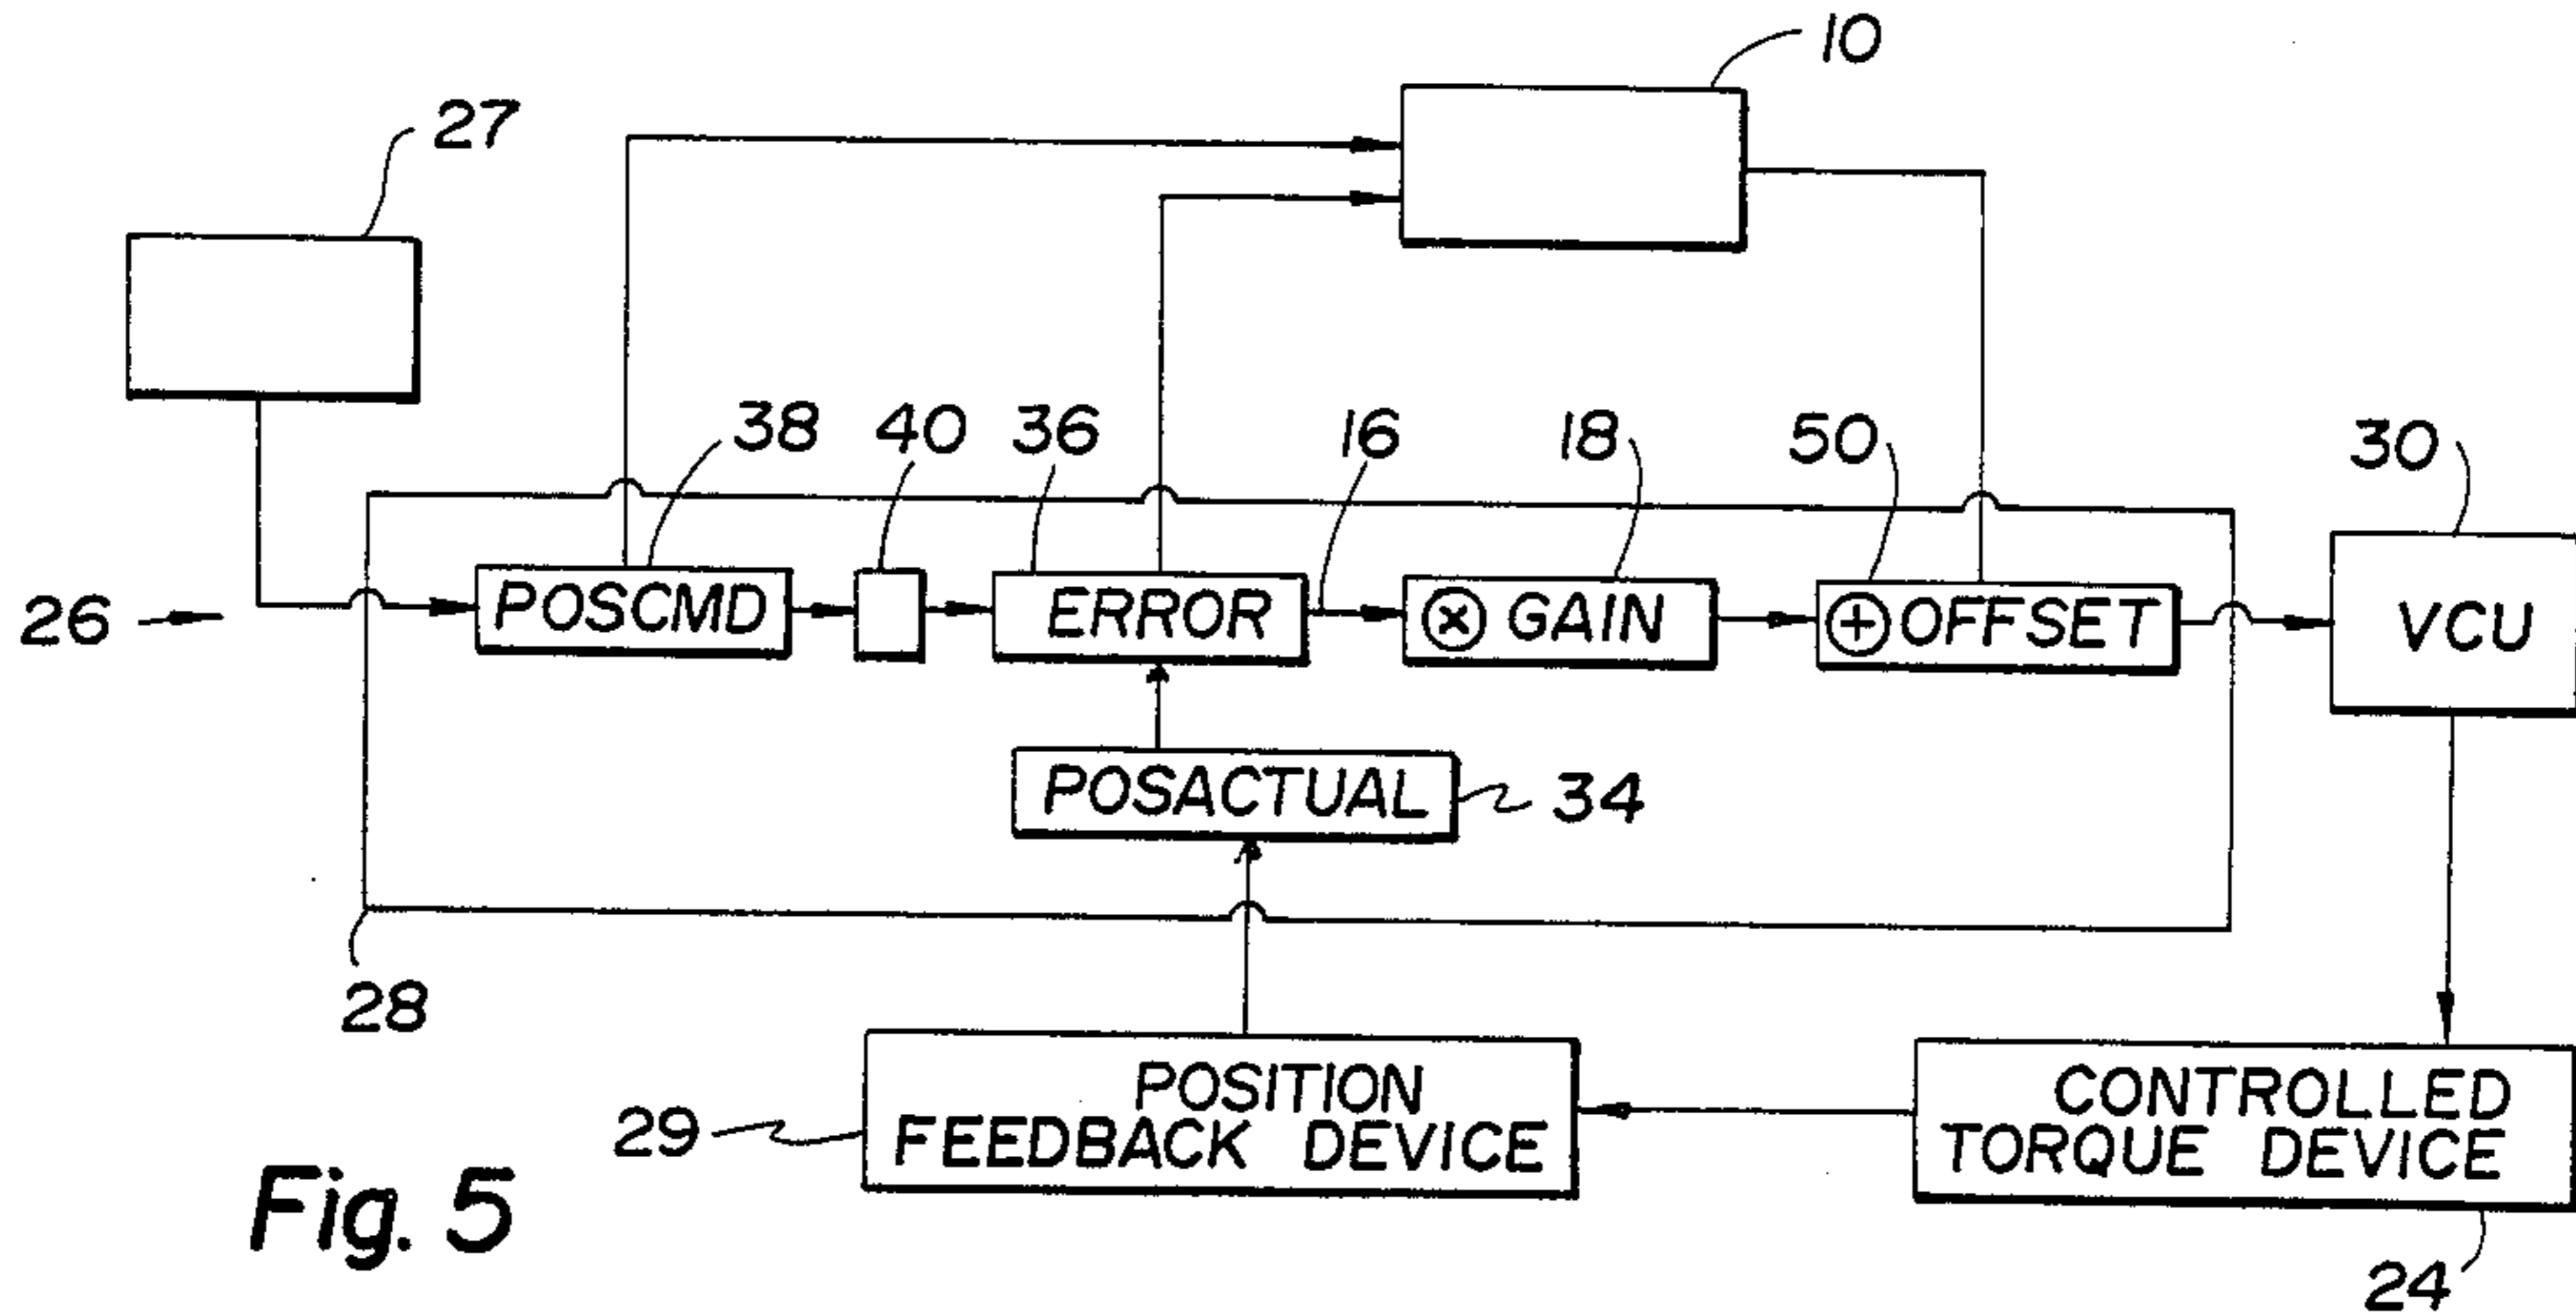 10
27
38
40
36
16
18
50
30
26
POSCMD
ERROR
⊗ GAIN
⊕ OFFSET
VCU
POSACTUAL
34
28
29
POSITION
FEEDBACK DEVICE
CONTROLLED
TORQUE DEVICE
24
Fig. 5